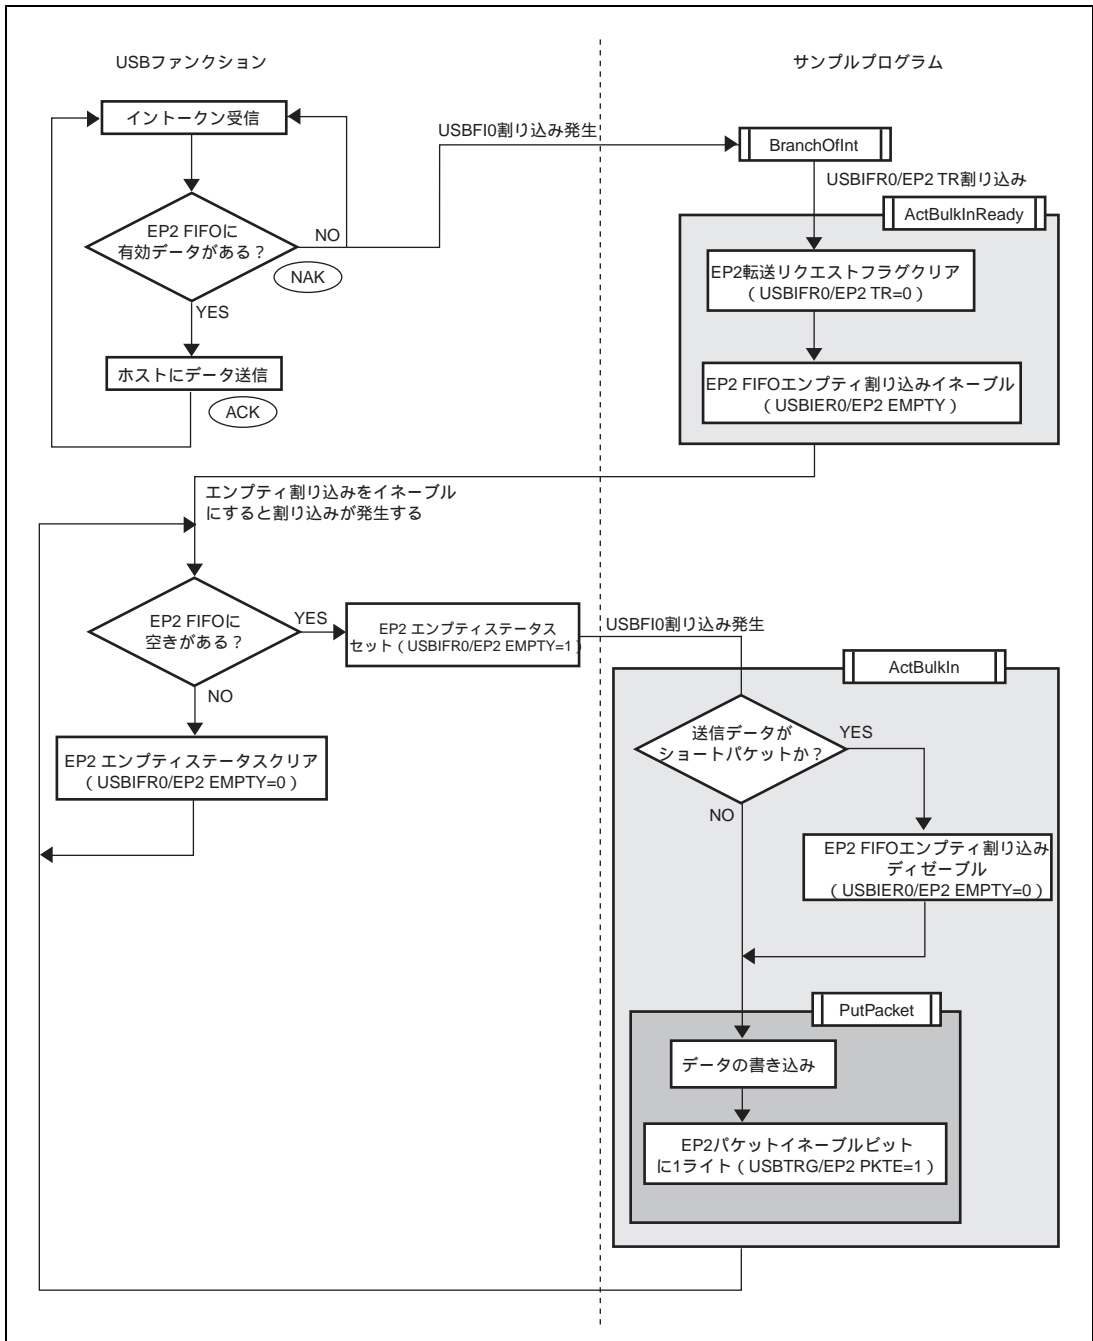 USBファンクション
サンプルプログラム
イントークン受信
USBFI0割り込み発生
BranchOfInt
USBIFR0/EP2 TR割り込み
ActBulkInReady
EP2 FIFOに
有効データがある？
NO
NAK
YES
EP2転送リクエストフラグクリア
（USBIFR0/EP2 TR=0）
ホストにデータ送信
ACK
EP2 FIFOエンプティ割り込みイネーブル
（USBIER0/EP2 EMPTY）
エンプティ割り込みをイネーブル
にすると割り込みが発生する
EP2 FIFOに
空きがある？
YES
EP2 エンプティステータス
セット（USBIFR0/EP2 EMPTY=1）
USBFI0割り込み発生
NO
ActBulkIn
EP2 エンプティステータスクリア
（USBIFR0/EP2 EMPTY=0）
送信データが
ショートパケットか？
YES
NO
EP2 FIFOエンプティ割り込み
ディゼーブル
（USBIER0/EP2 EMPTY=0）
PutPacket
データの書き込み
EP2パケットイネーブルビット
に1ライト（USBTRG/EP2 PKTE=1）